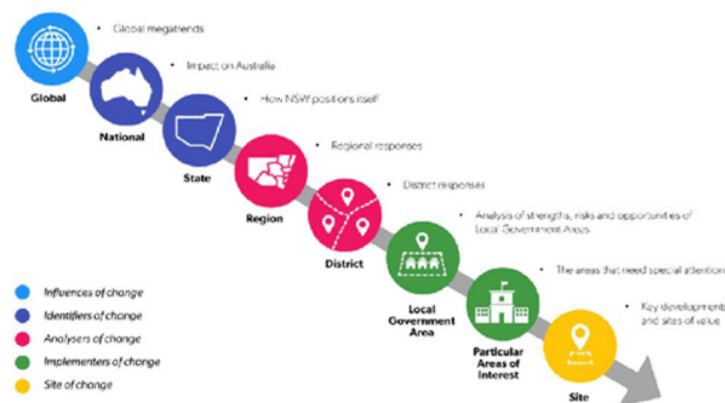 Global megatrends
Global
Impact on Australia
National
How NSW positions itself
State
Regional responses
Region
District responses
District
Analysis of strengths, risks and opportunities of
Local Government Areas
Local
Government
Area
The areas that need special attention
Particular
Areas of
Interest
Key developments
and sites of value
Site
Influences of change
Identifiers of change
Analysers of change
Implementers of change
Site of change